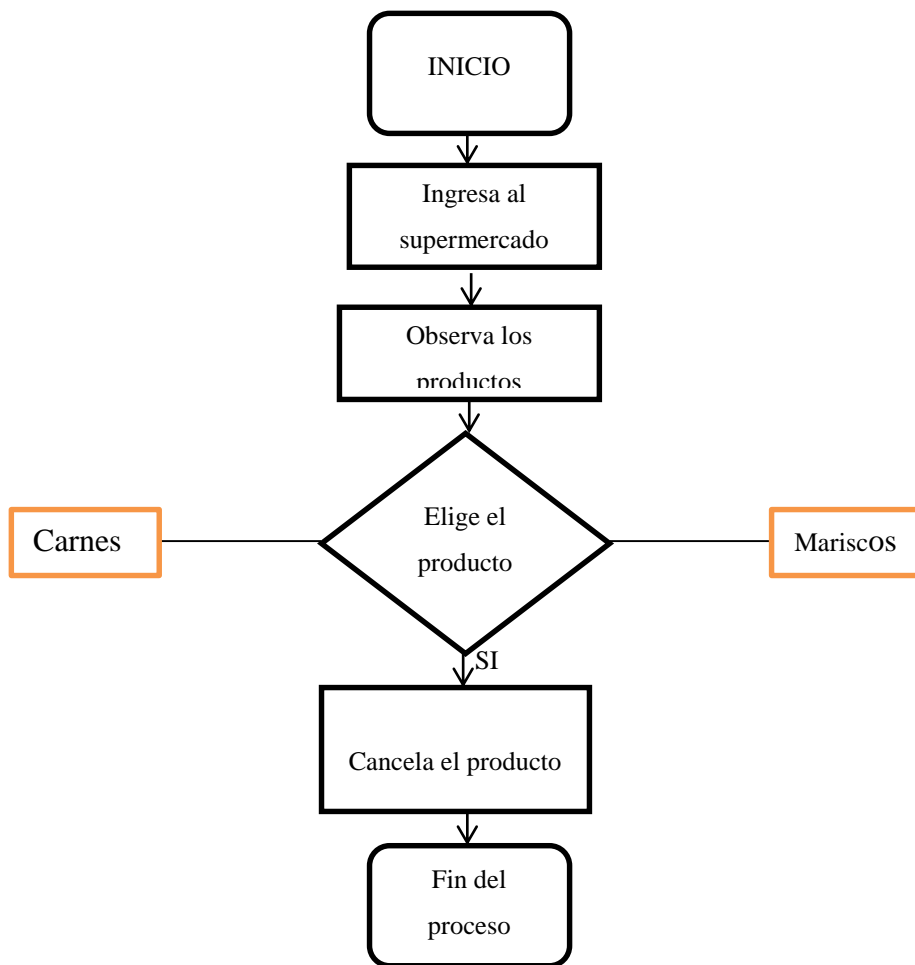 INICIO
Ingresa al
supermercado
Observa los
productos
Elige el
producto
Carnes
Mariscos
SI
Cancela el producto
Fin del
proceso